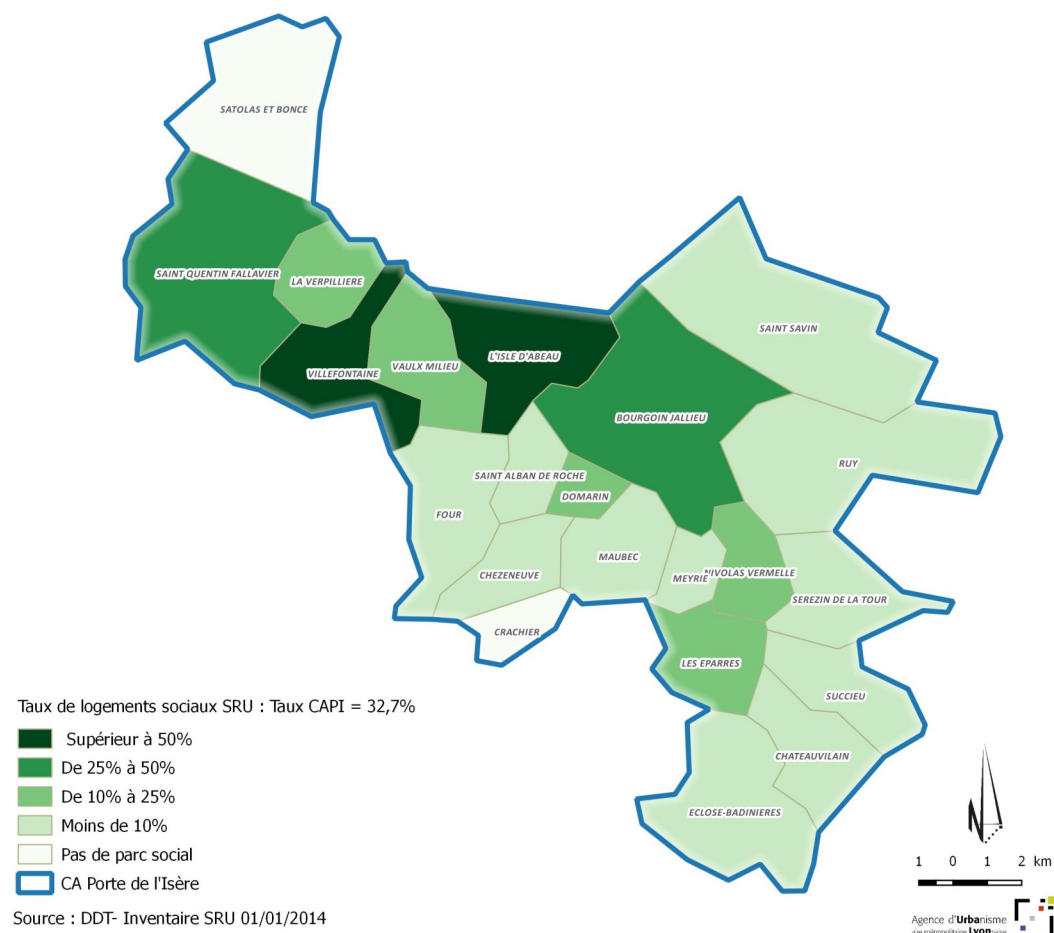 SATOLAS ET BONCE
SAINT QUENTIN FALLAVIER
LA VERPILLIERE
SAINT SAVIN
L'ISLE D'ABEAU
VAULX MILIEU
VILLEFONTAINE
BOURGOIN JALLIEU
RUY
SAINT ALBAN DE ROCHE
DOMARIN
FOUR
MAUBEC
CHEZENEUVE
MEYRIE
NIVOLAS VERMELLE
SEREZIN DE LA TOUR
CRACHIER
LES EPARRES
SUCCIEU
CHATEAUVILAIN
ECLOSE-BADINIERES
Taux de logements sociaux SRU : Taux CAPI = 32,7%
Supérieur à 50%
De 25% à 50%
De 10% à 25%
Moins de 10%
Pas de parc social
CA Porte de l'Isère
Source : DDT- Inventaire SRU 01/01/2014
N
1 0 1 2 km
Agence d'Urbanisme
aire métropolitaine Lyonnaise